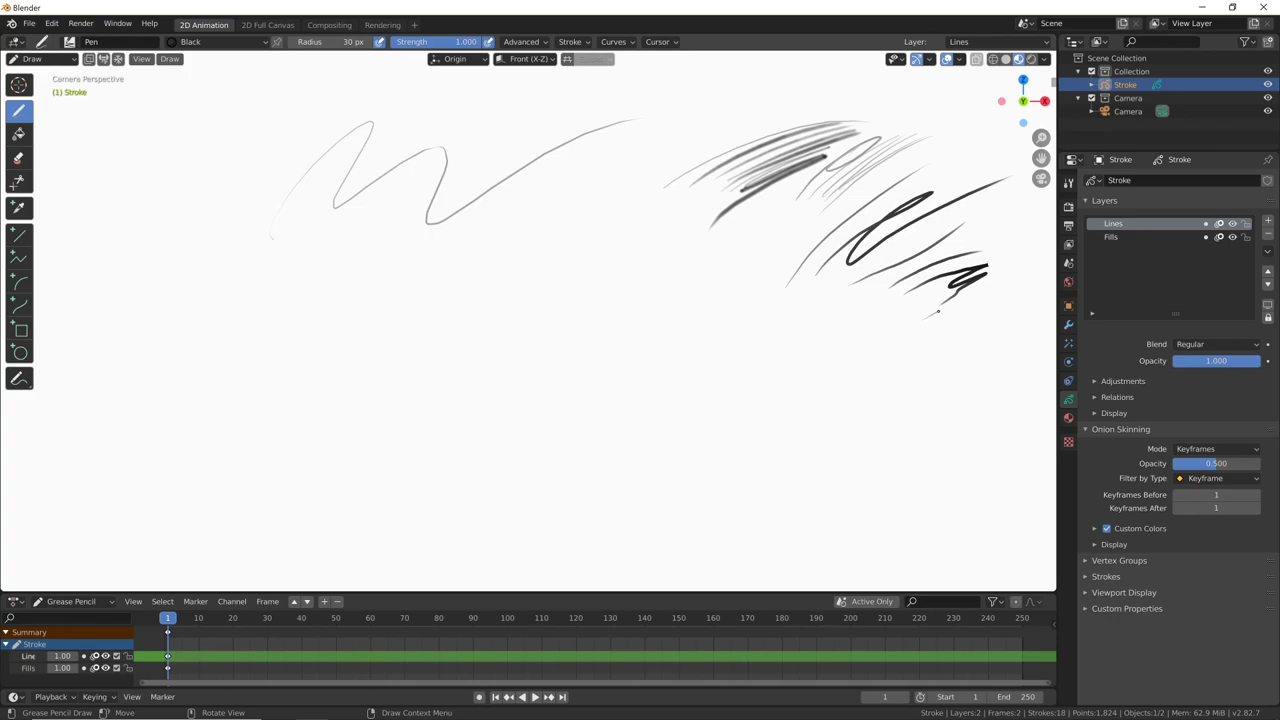 Blender
File Edit Render Window Help 2D Animation 2D Full Canvas Compositing Rendering + Scene View Layer
Pen Black Radius 30 px Strength 1.000 Advanced Stroke Curves Cursor Layer: Lines
Draw View Draw Origin Front (X-Z)
Camera Perspective
(1) Stroke
Z
Y
X
Scene Collection
Collection
Stroke
Camera
Camera
Stroke Stroke
Stroke
Layers
Lines
Fills
Blend Regular
Opacity 1.000
Adjustments
Relations
Display
Onion Skinning
Mode Keyframes
Opacity 0.500
Filter by Type Keyframe
Keyframes Before 1
Keyframes After 1
Custom Colors
Display
Vertex Groups
Strokes
Viewport Display
Custom Properties
Grease Pencil View Select Marker Channel Frame Active Only
1 10 20 30 40 50 60 70 80 90 100 110 120 130 140 150 160 170 180 190 200 210 220 230 240 250
Summary
Stroke
Line 1.00
Fills 1.00
Playback Keying View Marker 1 Start 1 End 250
Grease Pencil Draw Move Rotate View Draw Context Menu Stroke | Layers:2 | Frames:2 | Strokes:18 | Points:1,824 | Objects:1/2 | Mem: 62.9 MiB | v2.82.7